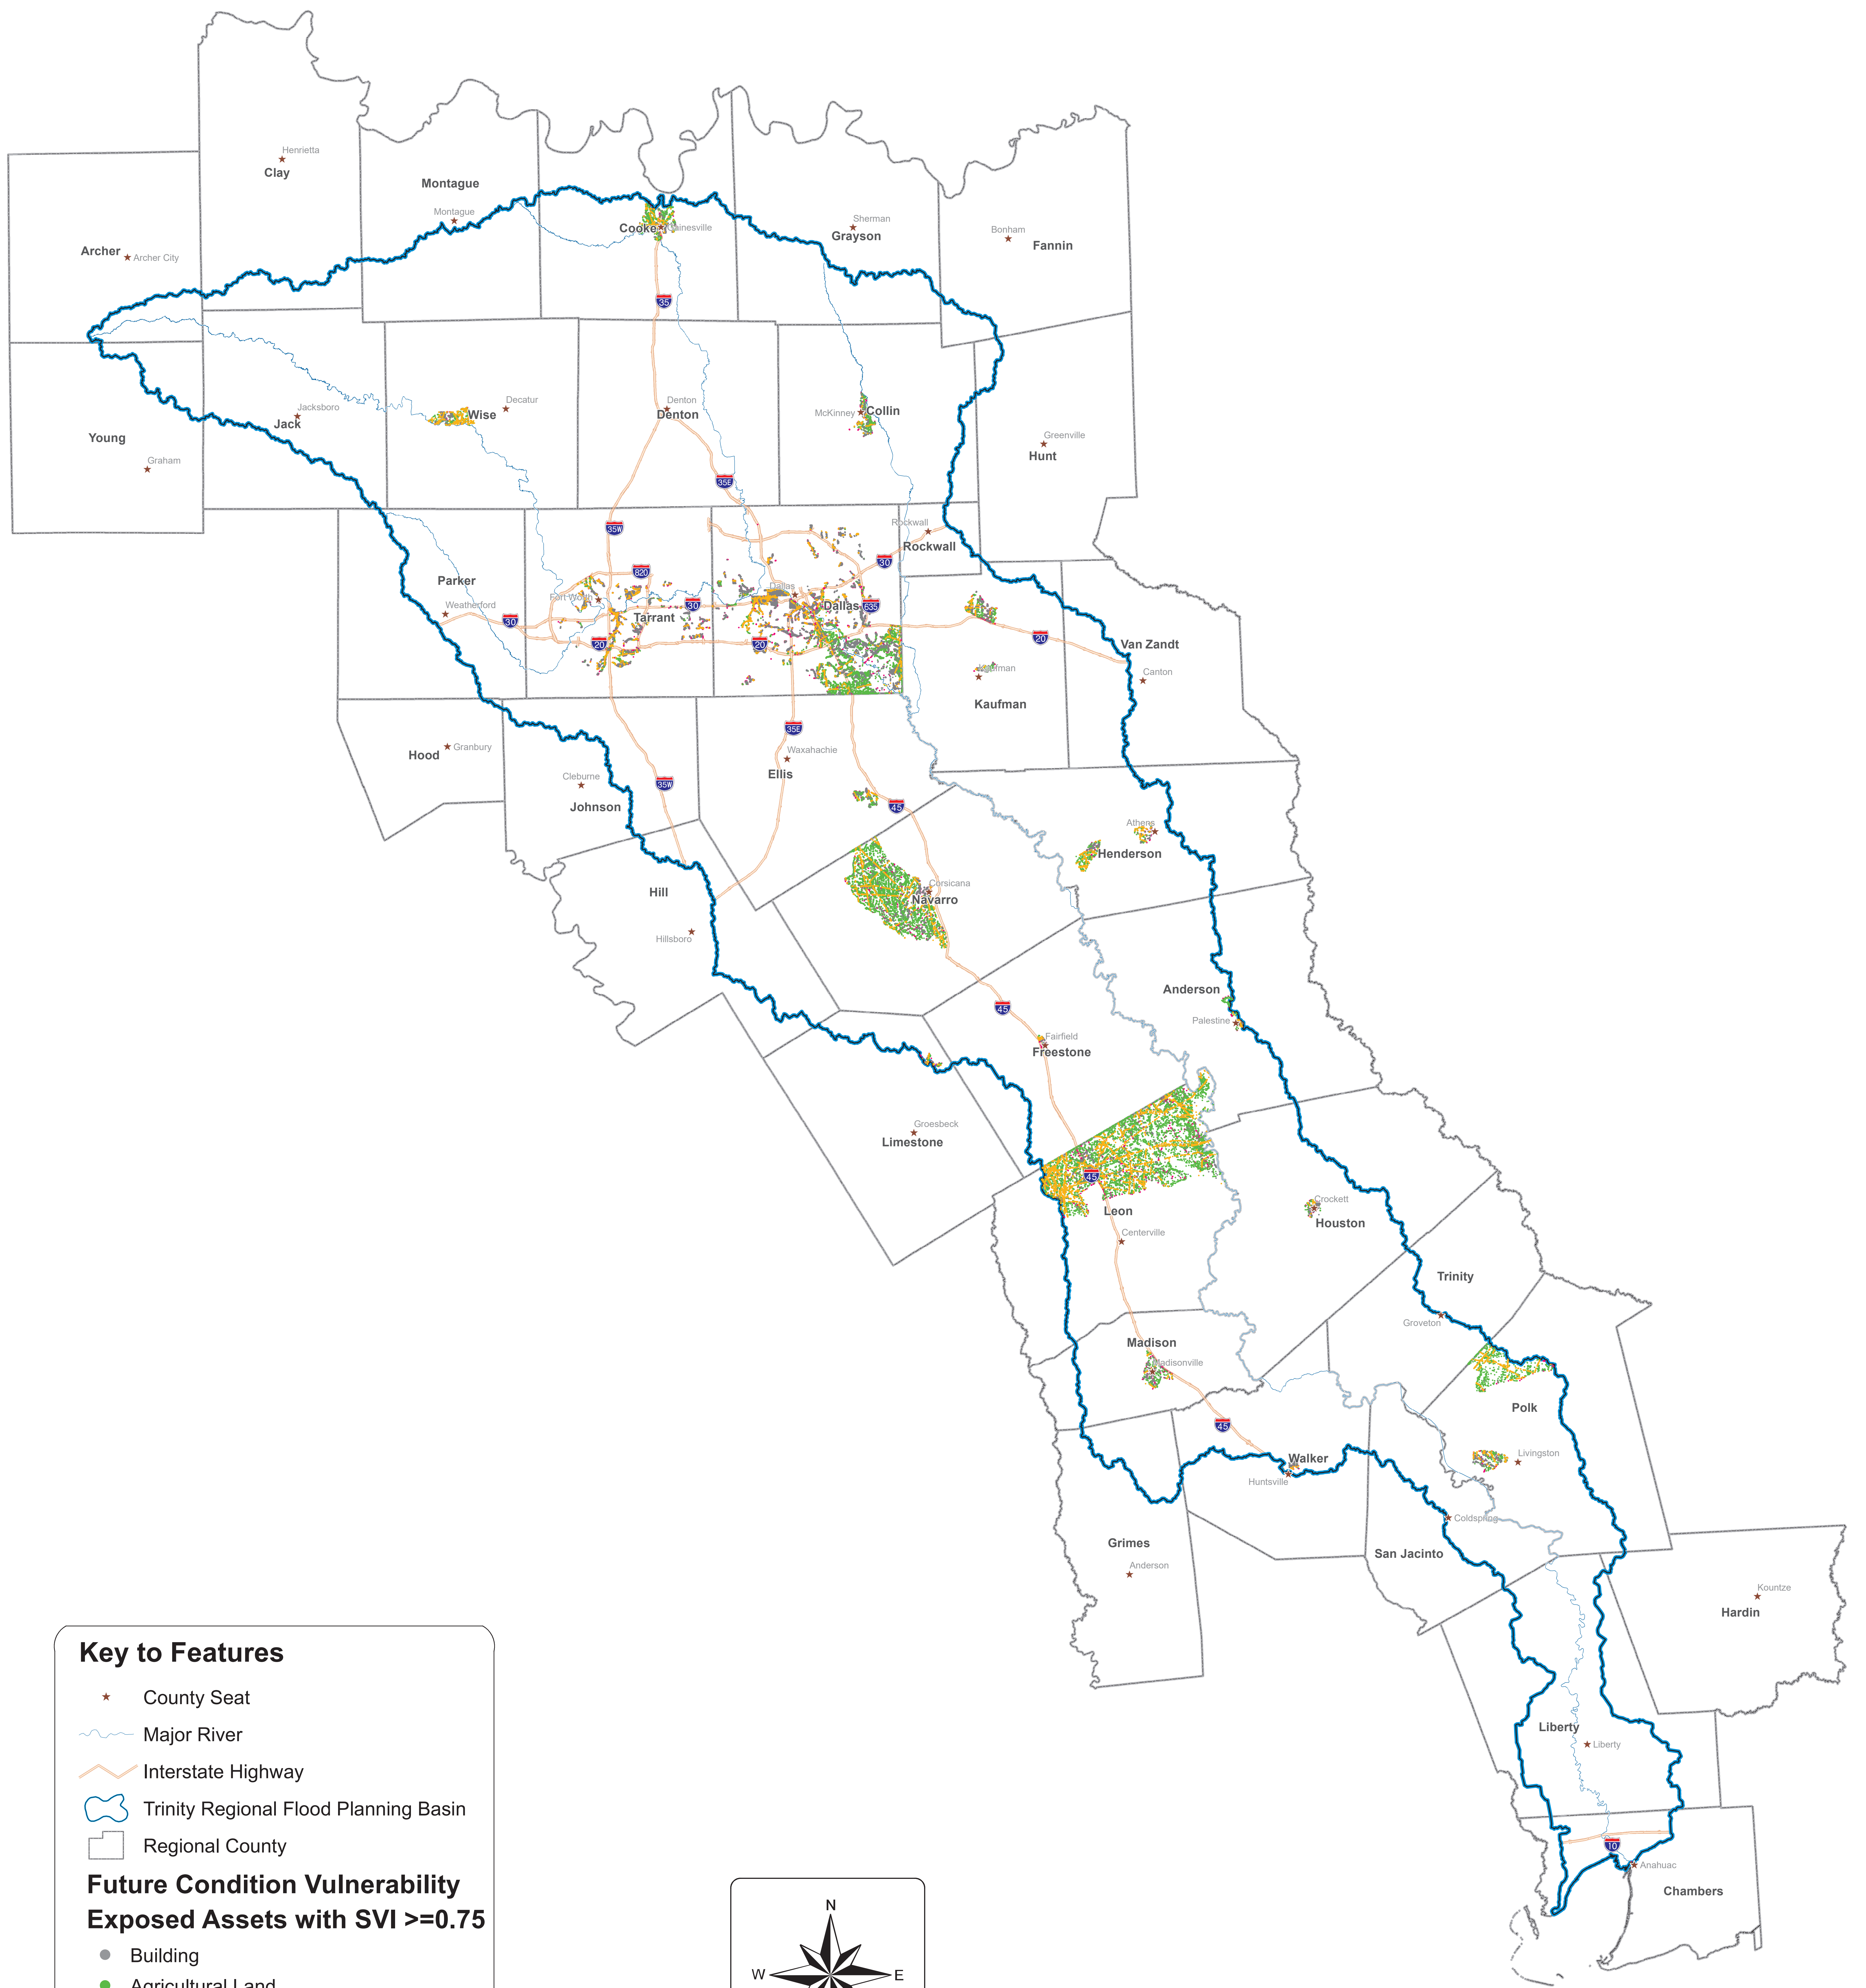 Henrietta
Clay
Montague
Montague
Archer
Archer City
Cooke
Gainesville
Sherman
Grayson
Bonham
Fannin
35
Jacksboro
Jack
Young
Graham
Decatur
Wise
Denton
Denton
McKinney
Collin
Greenville
Hunt
35E
35W
Rockwall
Rockwall
30
820
Parker
Weatherford
30
Fort Worth
Tarrant
30
20
Dallas
Dallas
635
20
20
Van Zandt
Canton
Kaufman
Kaufman
Hood
Granbury
Cleburne
Johnson
35W
35E
Waxahachie
Ellis
45
Athens
Henderson
Hill
Hillsboro
Corsicana
Navarro
Anderson
Palestine
45
Fairfield
Freestone
Groesbeck
Limestone
45
Leon
Centerville
Crockett
Houston
Trinity
Groveton
Madison
Madisonville
Polk
45
Walker
Huntsville
Livingston
Coldspring
San Jacinto
Grimes
Anderson
Kountze
Hardin
Liberty
Liberty
10
Anahuac
Chambers
Key to Features
County Seat
Major River
Interstate Highway
Trinity Regional Flood Planning Basin
Regional County
Future Condition Vulnerability
Exposed Assets with SVI >=0.75
Building
Agricultural Land
N
W E